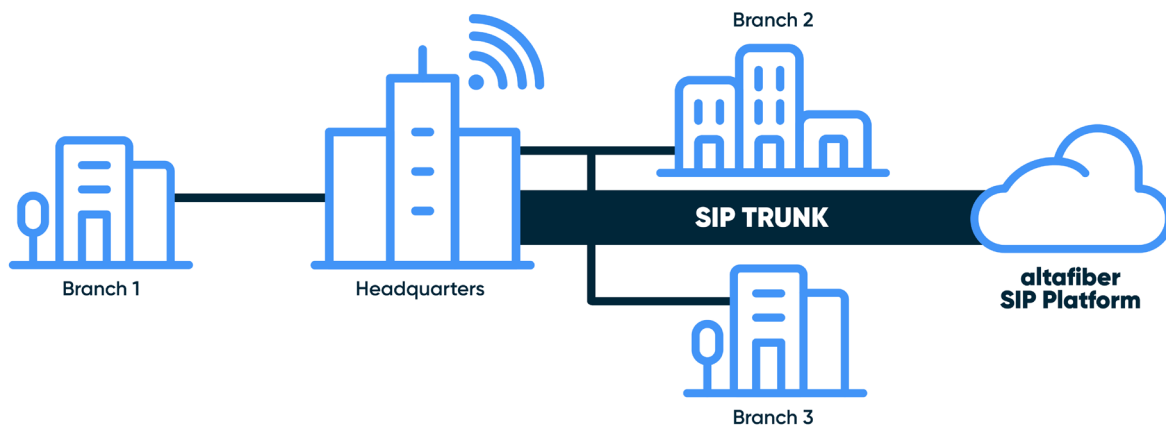 Branch 2
SIP TRUNK
Branch 1
Headquarters
altafiber
SIP Platform
Branch 3